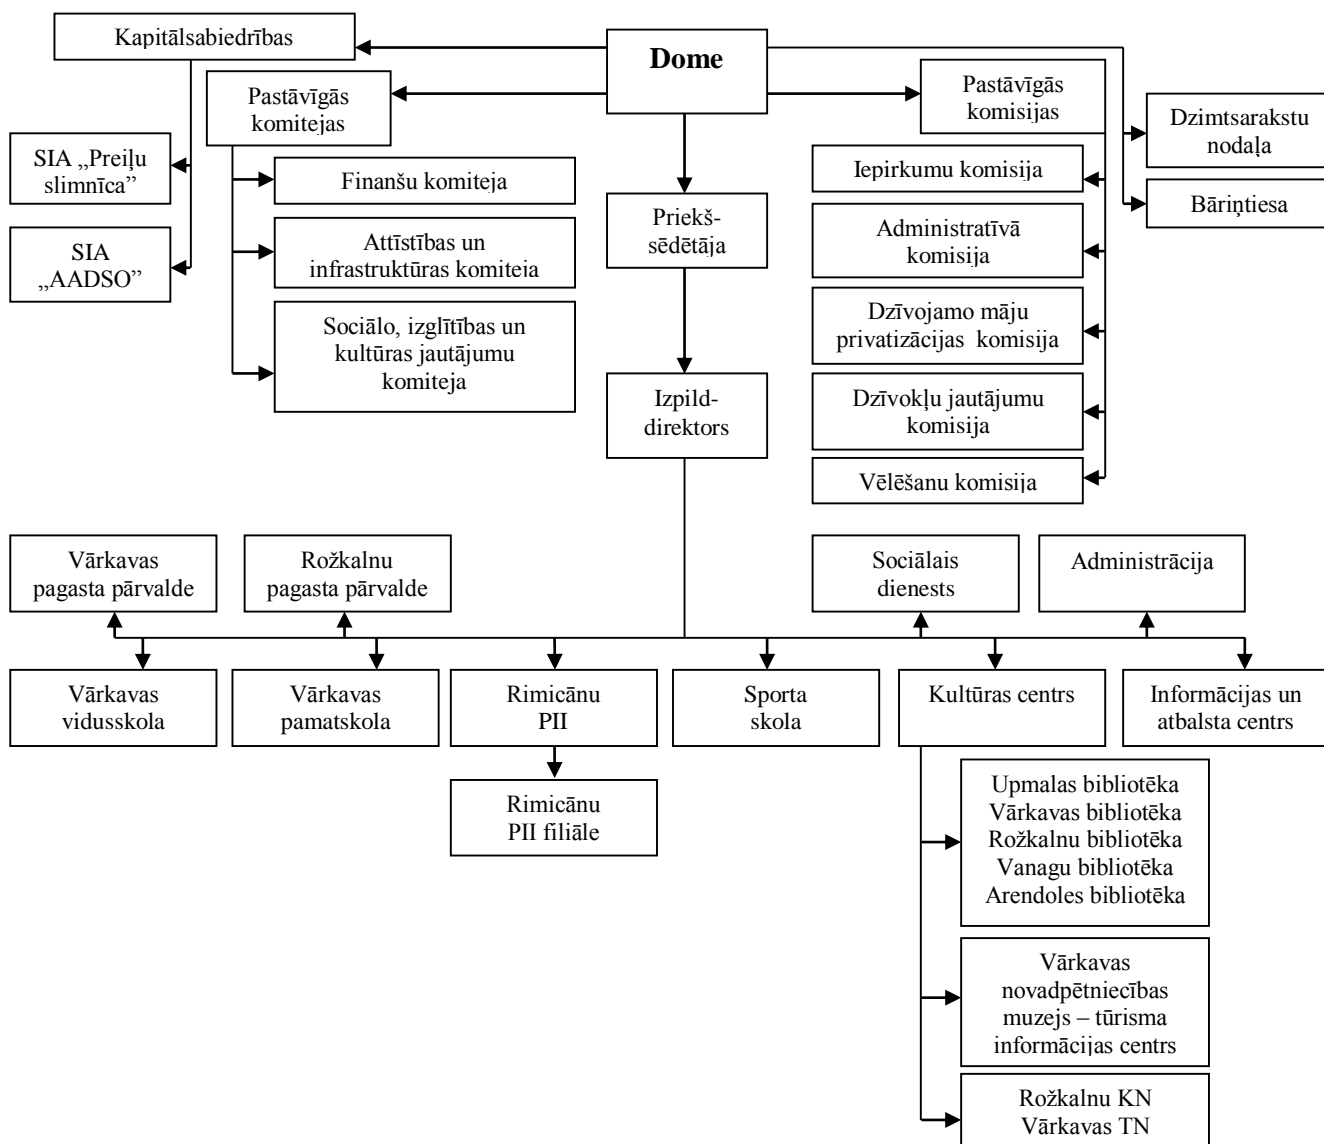 Kapitālsabiedrības
Dome
Pastāvīgās
komitejas
Pastāvīgās
komisijas
Dzimtsarakstu
nodaļa
SIA „Preiļu
slimnīca”
Finanšu komiteja
Iepirkumu komisija
Bāriņtiesa
Priekš-
sēdētāja
SIA
„AADSO”
Attīstības un
infrastruktūras komiteja
Administratīvā
komisija
Sociālo, izglītības un
kultūras jautājumu
komiteja
Dzīvojamo māju
privatizācijas  komisija
Izpild-
direktors
Dzīvokļu jautājumu
komisija
Vēlēšanu komisija
Vārkavas
pagasta pārvalde
Rožkalnu
pagasta pārvalde
Sociālais
dienests
Administrācija
Vārkavas
vidusskola
Vārkavas
pamatskola
Rimicānu
PII
Sporta
skola
Kultūras centrs
Informācijas un
atbalsta centrs
Rimicānu
PII filiāle
Upmalas bibliotēka
Vārkavas bibliotēka
Rožkalnu bibliotēka
Vanagu bibliotēka
Arendoles bibliotēka
Vārkavas
novadpētniecības
muzejs – tūrisma
informācijas centrs
Rožkalnu KN
Vārkavas TN